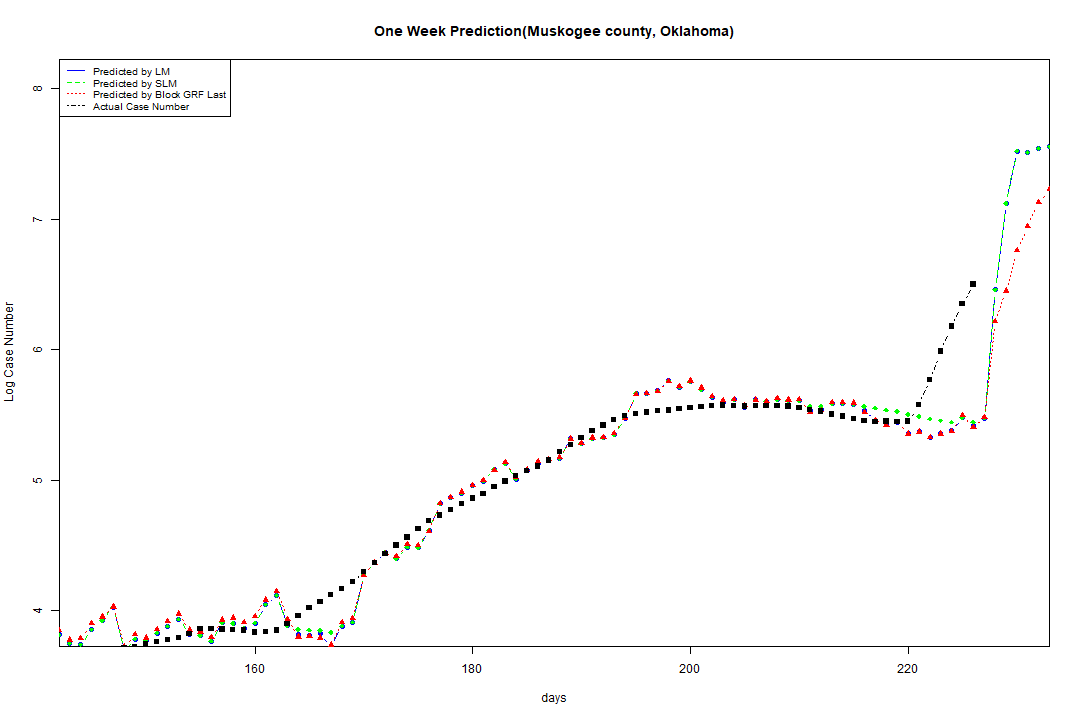 One Week Prediction(Muskogee county, Oklahoma)
Predicted by LM
Predicted by SLM
Predicted by Block GRF Last
Actual Case Number
8
7
6
5
4
Log Case Number
160
180
200
220
days